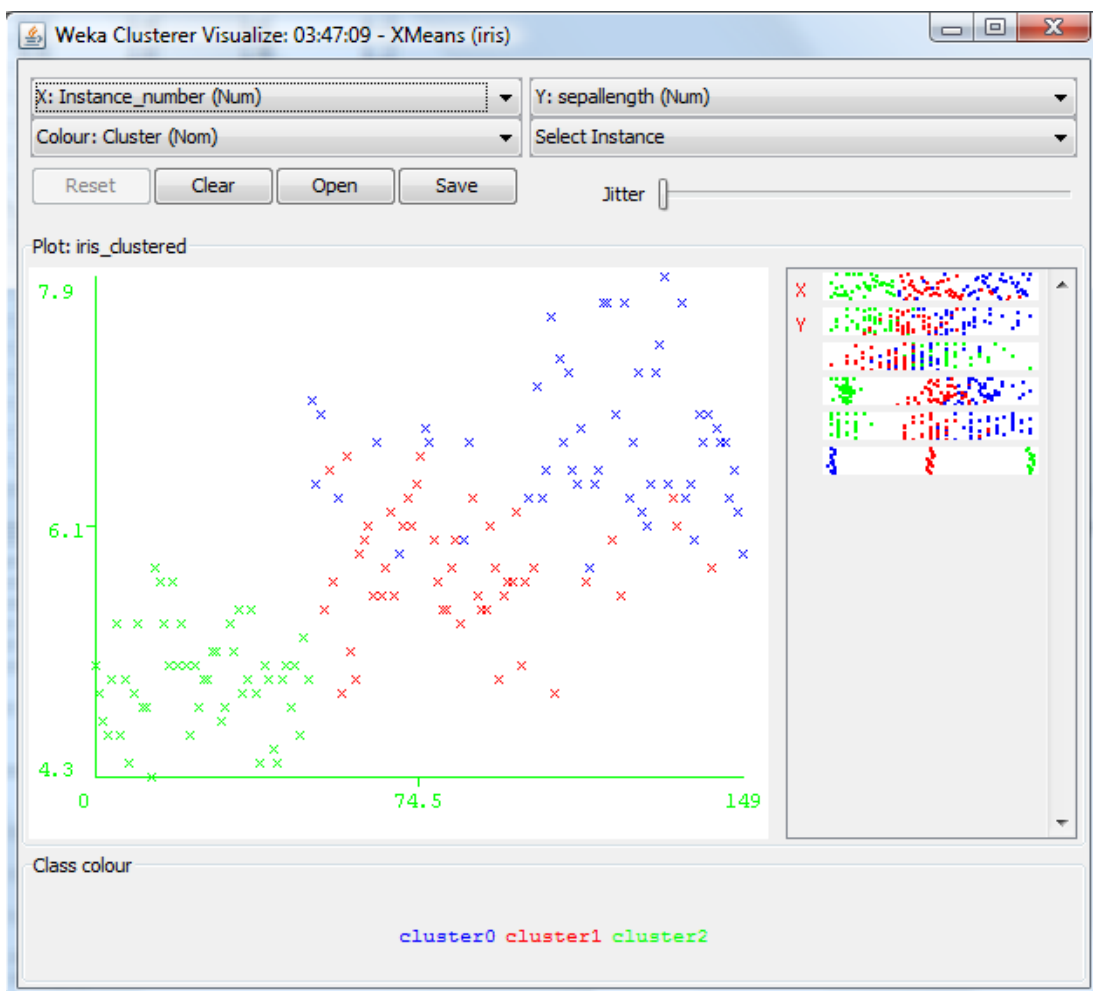 Weka Clusterer Visualize: 03:47:09 - XMeans (iris)
X: Instance_number (Num)
Y: sepallength (Num)
Colour: Cluster (Nom)
Select Instance
Reset
Clear
Open
Save
Jitter
Plot: iris_clustered
7.9
6.1
4.3
0
74.5
149
X
Y
Class colour
cluster0 cluster1 cluster2